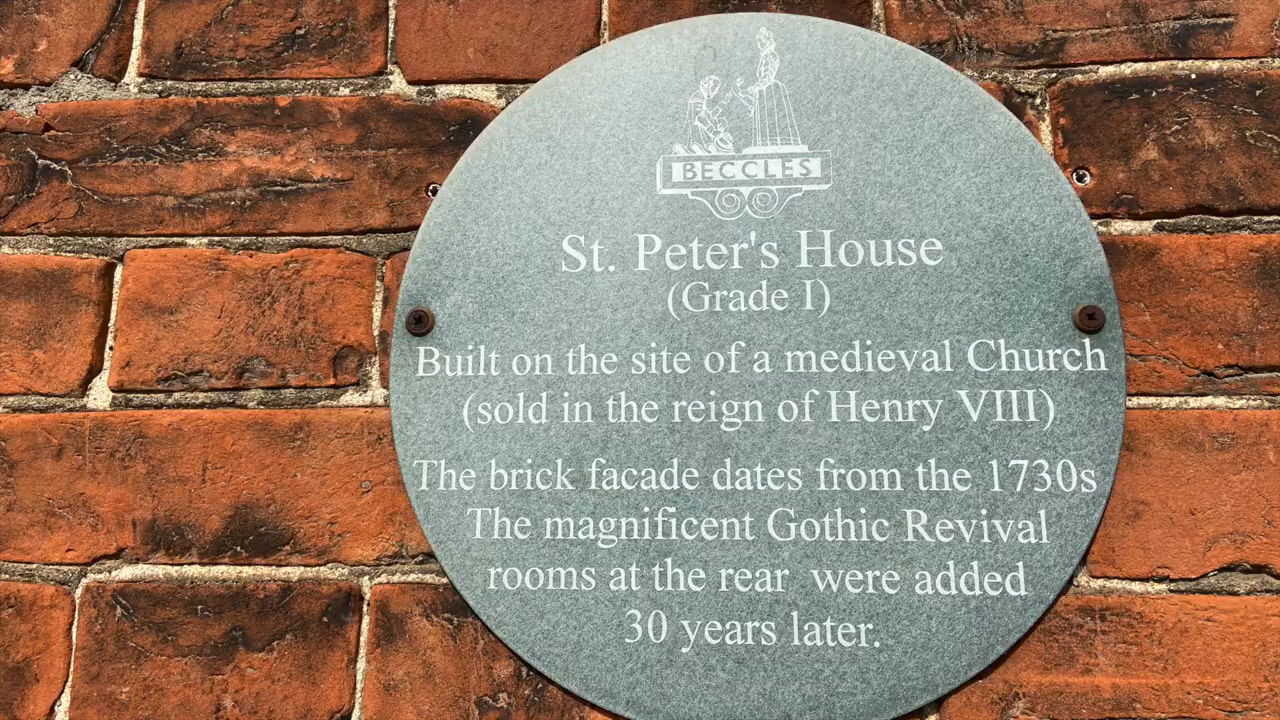 BECCLES
St. Peter's House
(Grade I)
Built on the site of a medieval Church
(sold in the reign of Henry VIII)
The brick facade dates from the 1730s
The magnificent Gothic Revival
rooms at the rear were added
30 years later.